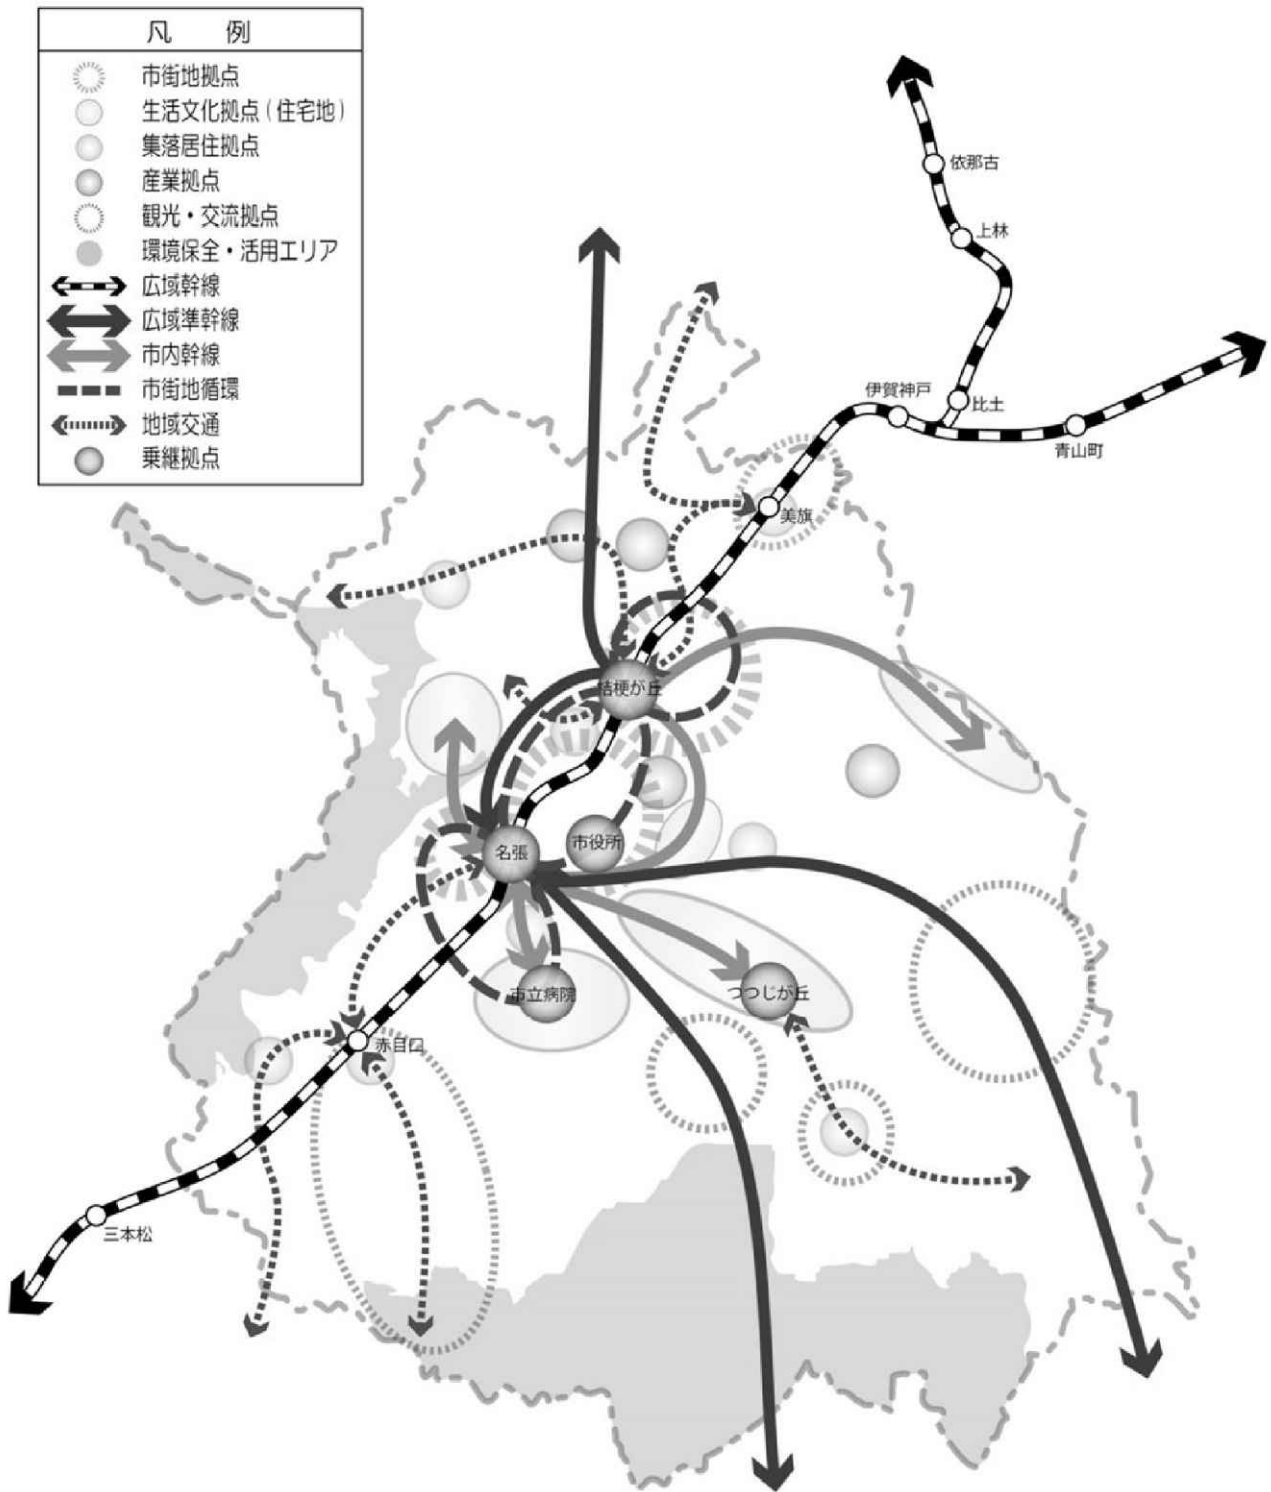 凡 例
市街地拠点
生活文化拠点（住宅地）
集落居住拠点
産業拠点
観光・交流拠点
環境保全・活用エリア
広域幹線
広域準幹線
市内幹線
市街地循環
地域交通
乗継拠点
依那古
上林
伊賀神戸
比土
青山町
美旗
桔梗が丘
名張
市役所
市立病院
つつじが丘
赤目口
三本松